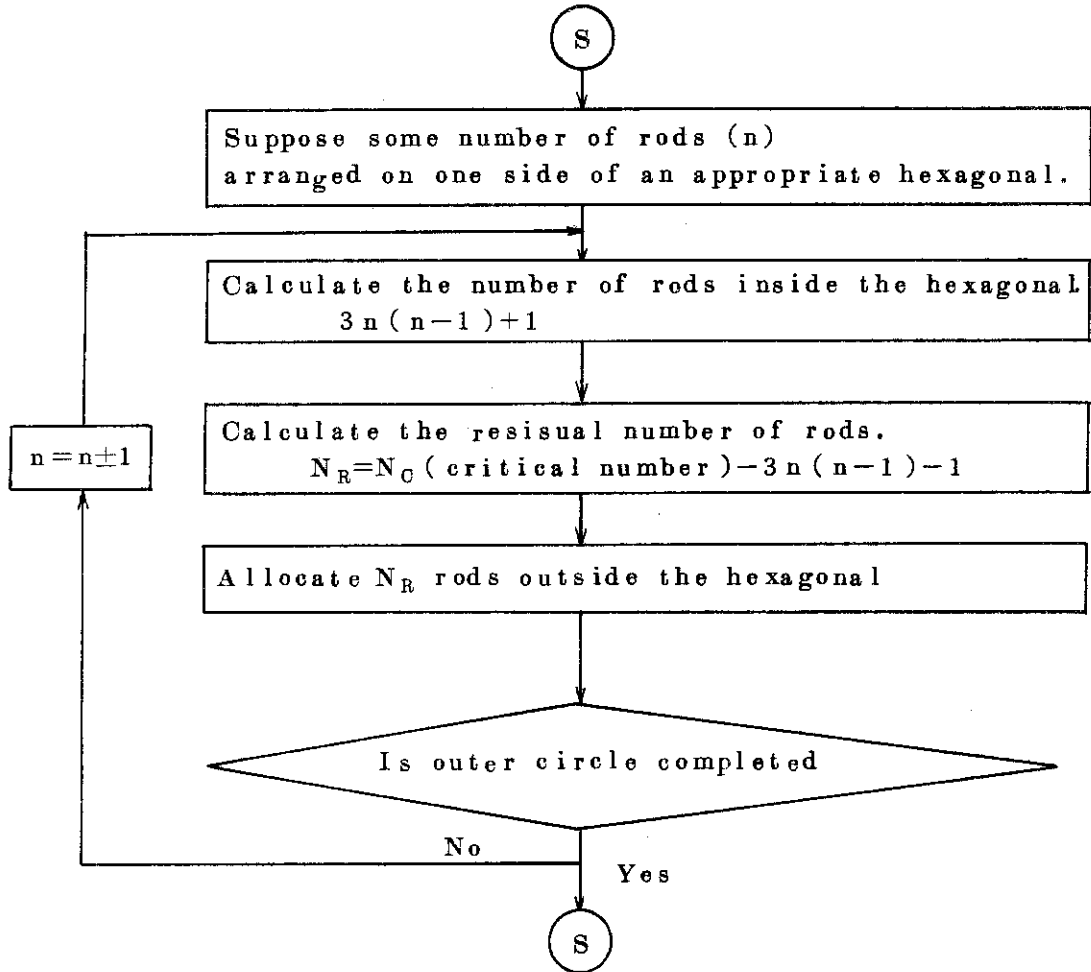 S
Suppose some number of rods (n)
arranged on one side of an appropriate hexagonal.
Calculate the number of rods inside the hexagonal
3n(n-1)+1
Calculate the resisual number of rods.
N_R=N_C(critical number)-3n(n-1)-1
n=n±1
Allocate N_R rods outside the hexagonal
Is outer circle completed
No
Yes
S